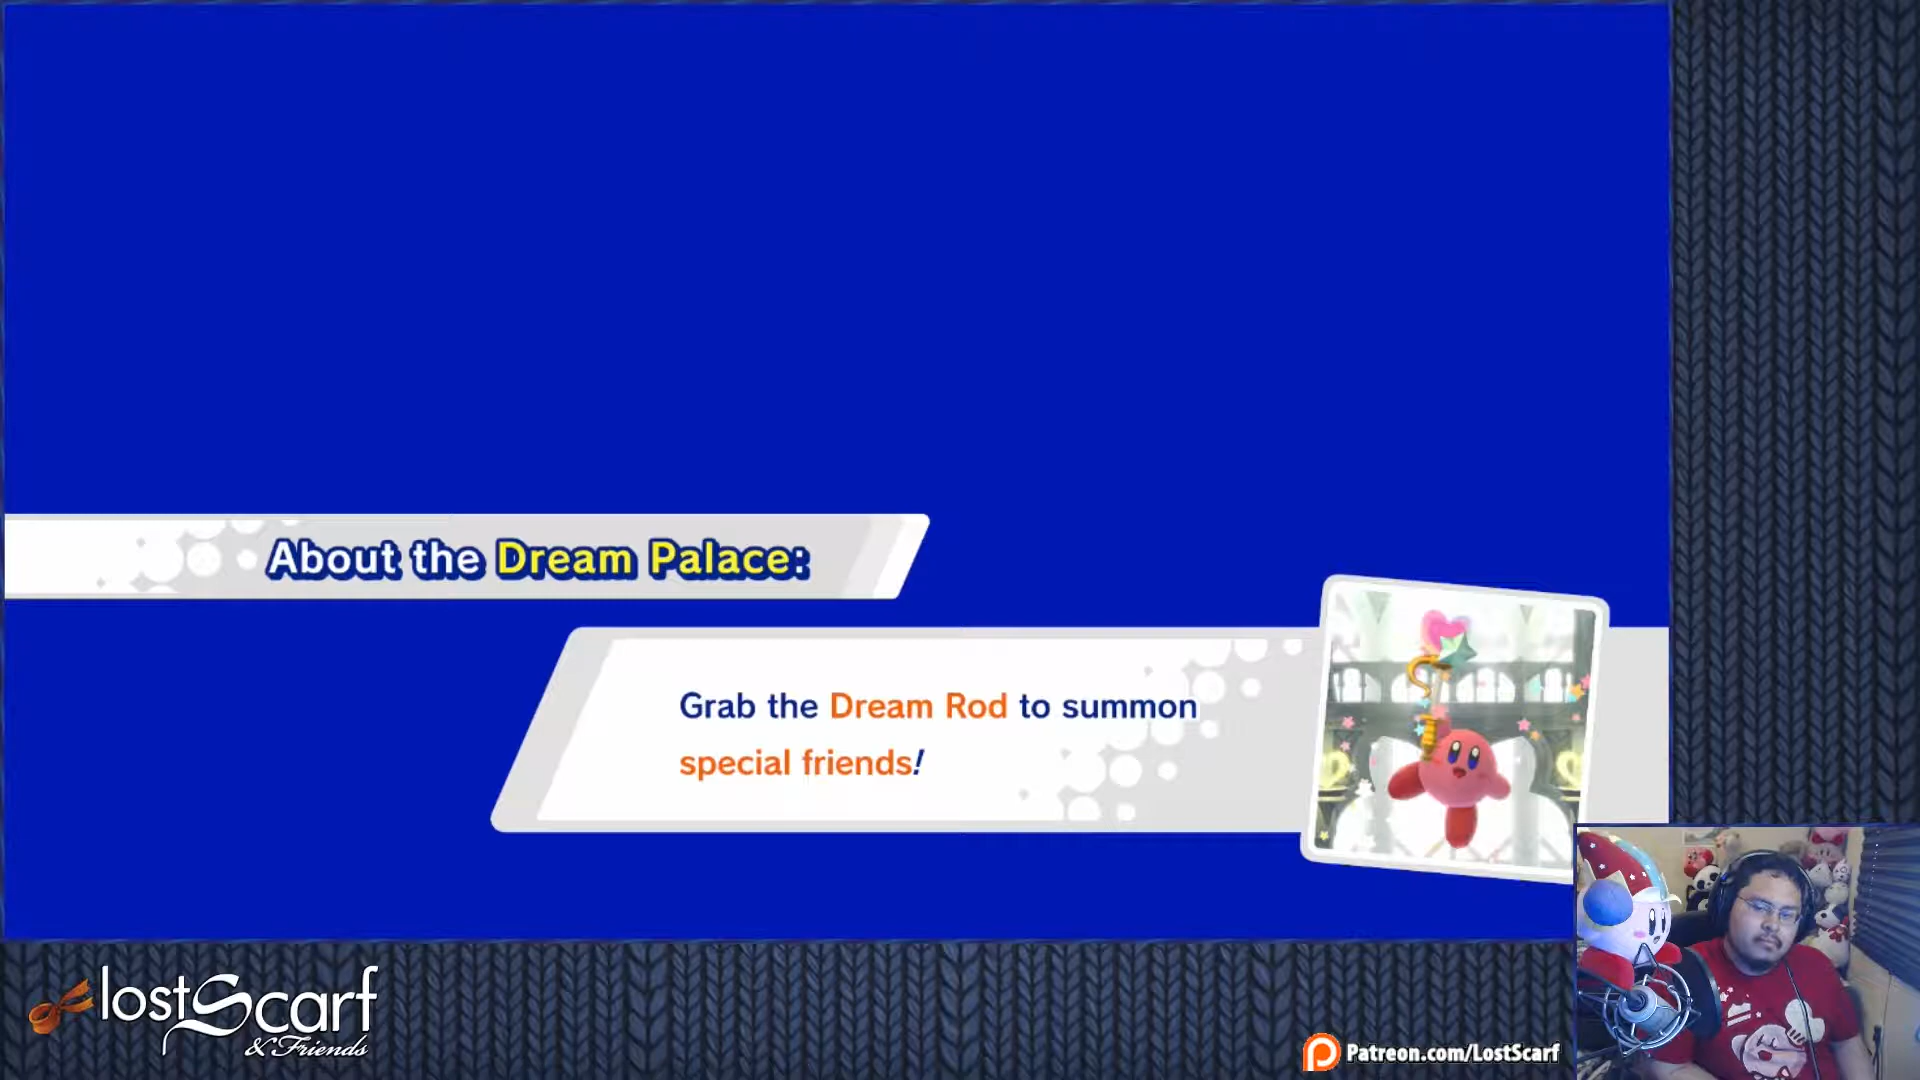 About the Dream Palace:
Grab the Dream Rod to summon
special friends!
lostScarf
& Friends
Patreon.com/LostScarf